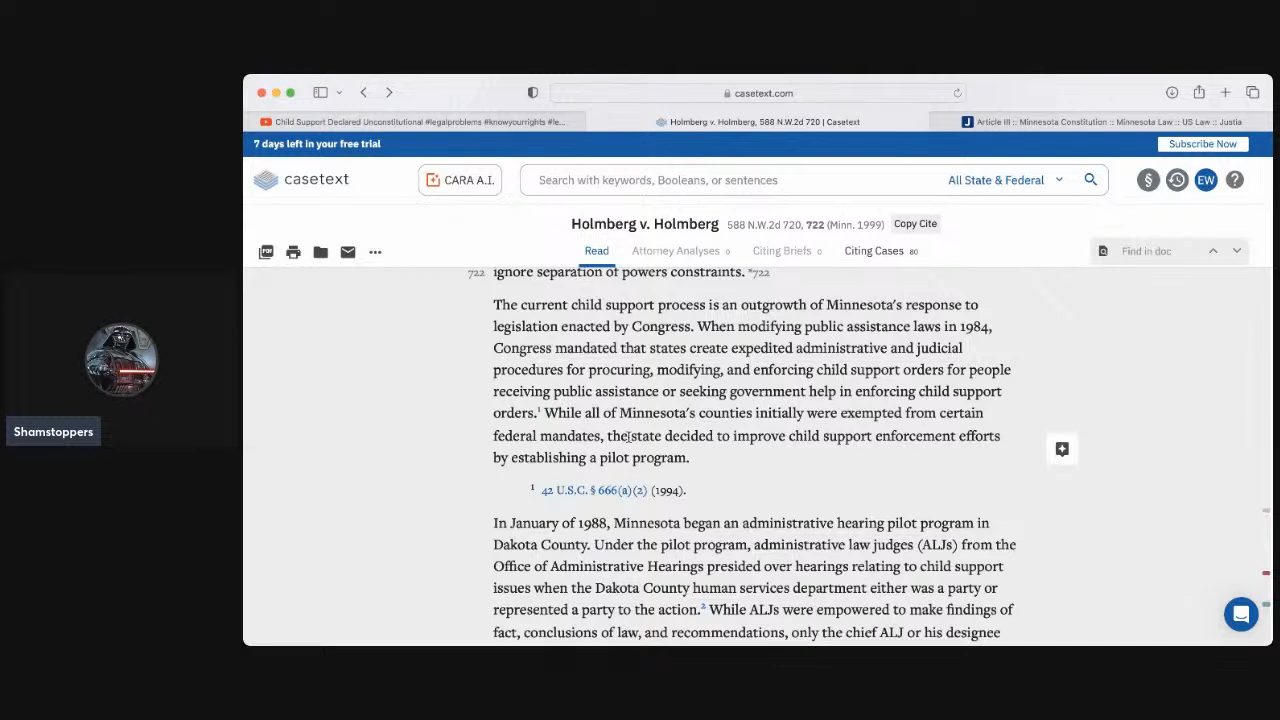 casetext.com
Child Support Declared Unconstitutional #legalproblems #knowyourrights #le...
Holmberg v. Holmberg, 588 N.W.2d 720 | Casetext
Article III :: Minnesota Constitution :: Minnesota Law :: US Law :: Justia
7 days left in your free trial
Subscribe Now
casetext
CARA A.I.
Search with keywords, Booleans, or sentences
All State & Federal
§
EW
?
Holmberg v. Holmberg 588 N.W.2d 720, 722 (Minn. 1999)
Copy Cite
PDF
Read
Attorney Analyses 0
Citing Briefs 0
Citing Cases 80
Find in doc
722 ignore separation of powers constraints. *722
The current child support process is an outgrowth of Minnesota's response to
legislation enacted by Congress. When modifying public assistance laws in 1984,
Congress mandated that states create expedited administrative and judicial
procedures for procuring, modifying, and enforcing child support orders for people
receiving public assistance or seeking government help in enforcing child support
orders.1 While all of Minnesota's counties initially were exempted from certain
federal mandates, the state decided to improve child support enforcement efforts
by establishing a pilot program.
1 42 U.S.C. § 666(a)(2) (1994).
In January of 1988, Minnesota began an administrative hearing pilot program in
Dakota County. Under the pilot program, administrative law judges (ALJs) from the
Office of Administrative Hearings presided over hearings relating to child support
issues when the Dakota County human services department either was a party or
represented a party to the action.2 While ALJs were empowered to make findings of
fact, conclusions of law, and recommendations, only the chief ALJ or his designee
Shamstoppers